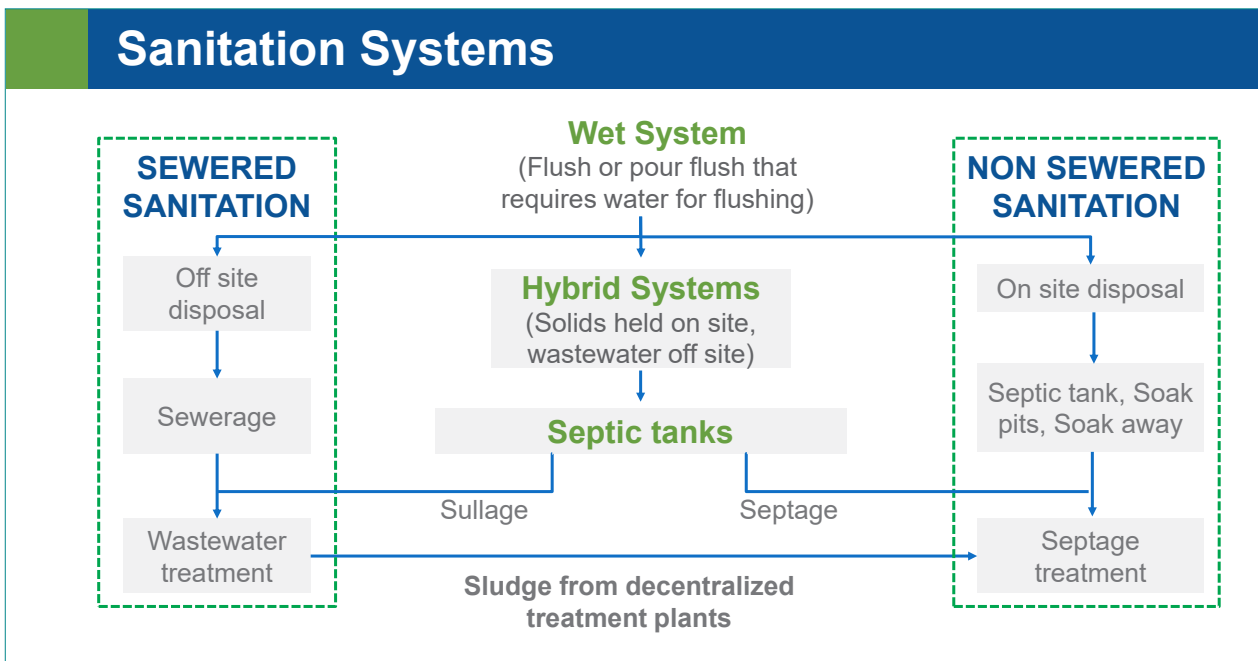 Sanitation Systems
Wet System
(Flush or pour flush that
requires water for flushing)
SEWERED
SANITATION
Off site
disposal
Sewerage
Wastewater
treatment
Hybrid Systems
(Solids held on site,
wastewater off site)
Septic tanks
Sullage
Septage
Sludge from decentralized
treatment plants
NON SEWERED
SANITATION
On site disposal
Septic tank, Soak
pits, Soak away
Septage
treatment